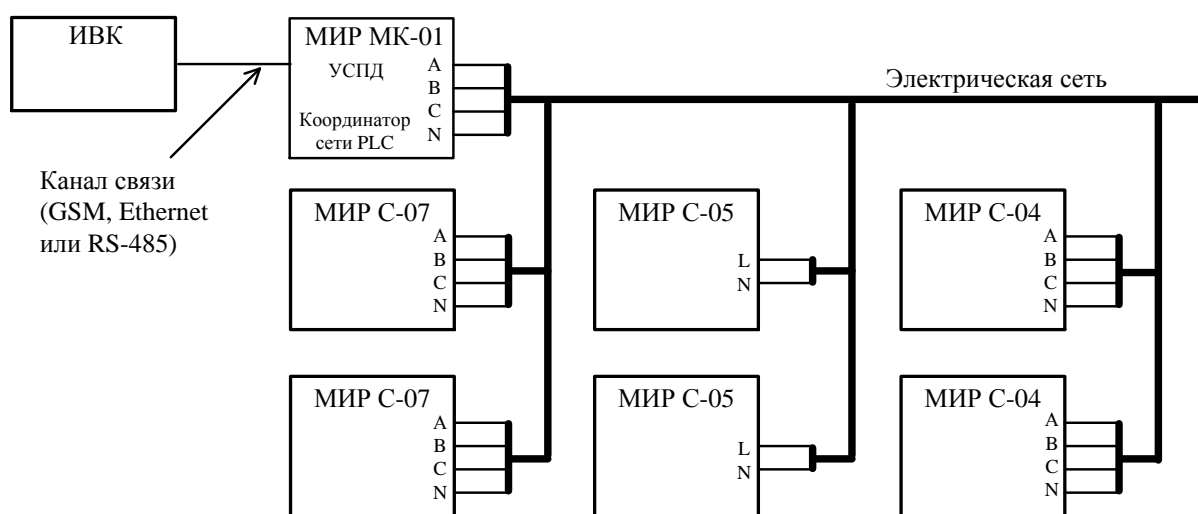 ИВК
МИР МК-01
УСПД
Координатор
сети PLC
A
B
C
N
Электрическая сеть
Канал связи
(GSM, Ethernet
или RS-485)
МИР С-07
A
B
C
N
МИР С-05
L
N
МИР С-04
A
B
C
N
МИР С-07
A
B
C
N
МИР С-05
L
N
МИР С-04
A
B
C
N